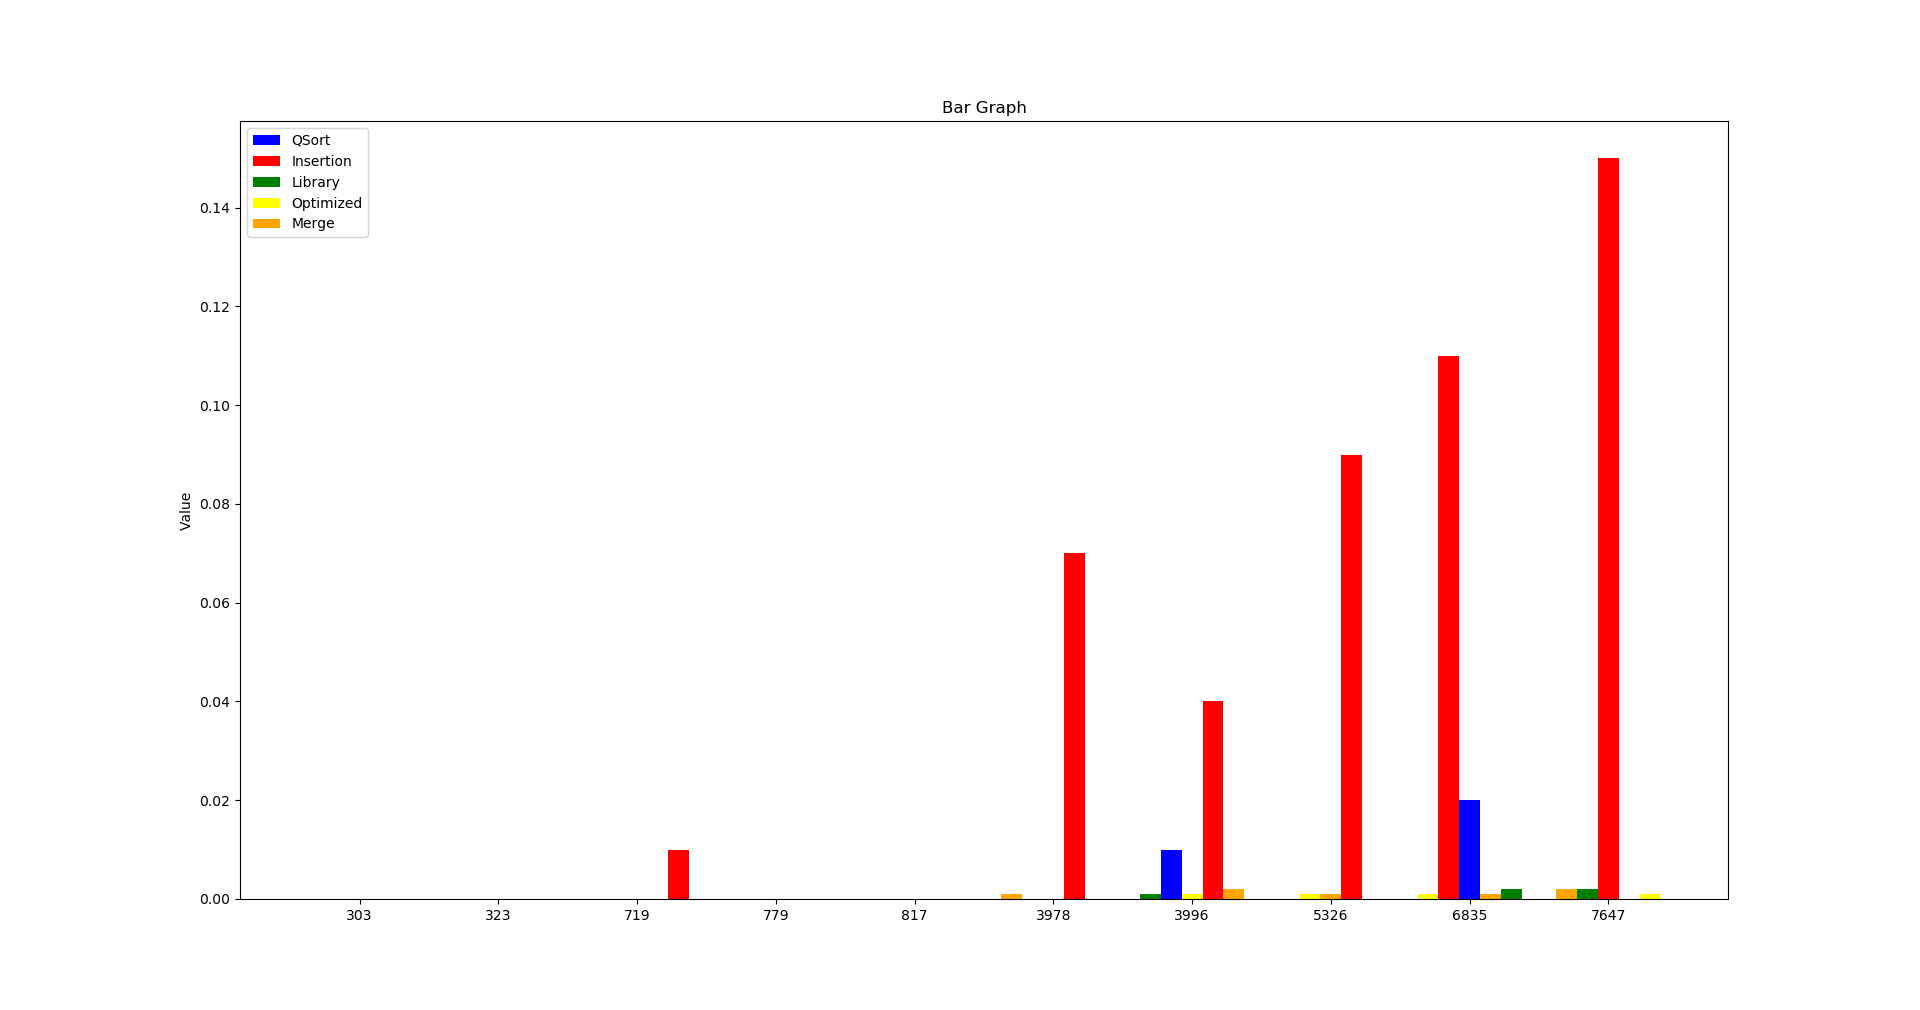 Bar Graph
QSort
Insertion
Library
Optimized
Merge
0.14
0.12
0.10
0.08
0.06
0.04
0.02
0.00
Value
303 323 719 779 817 3978 3996 5326 6835 7647